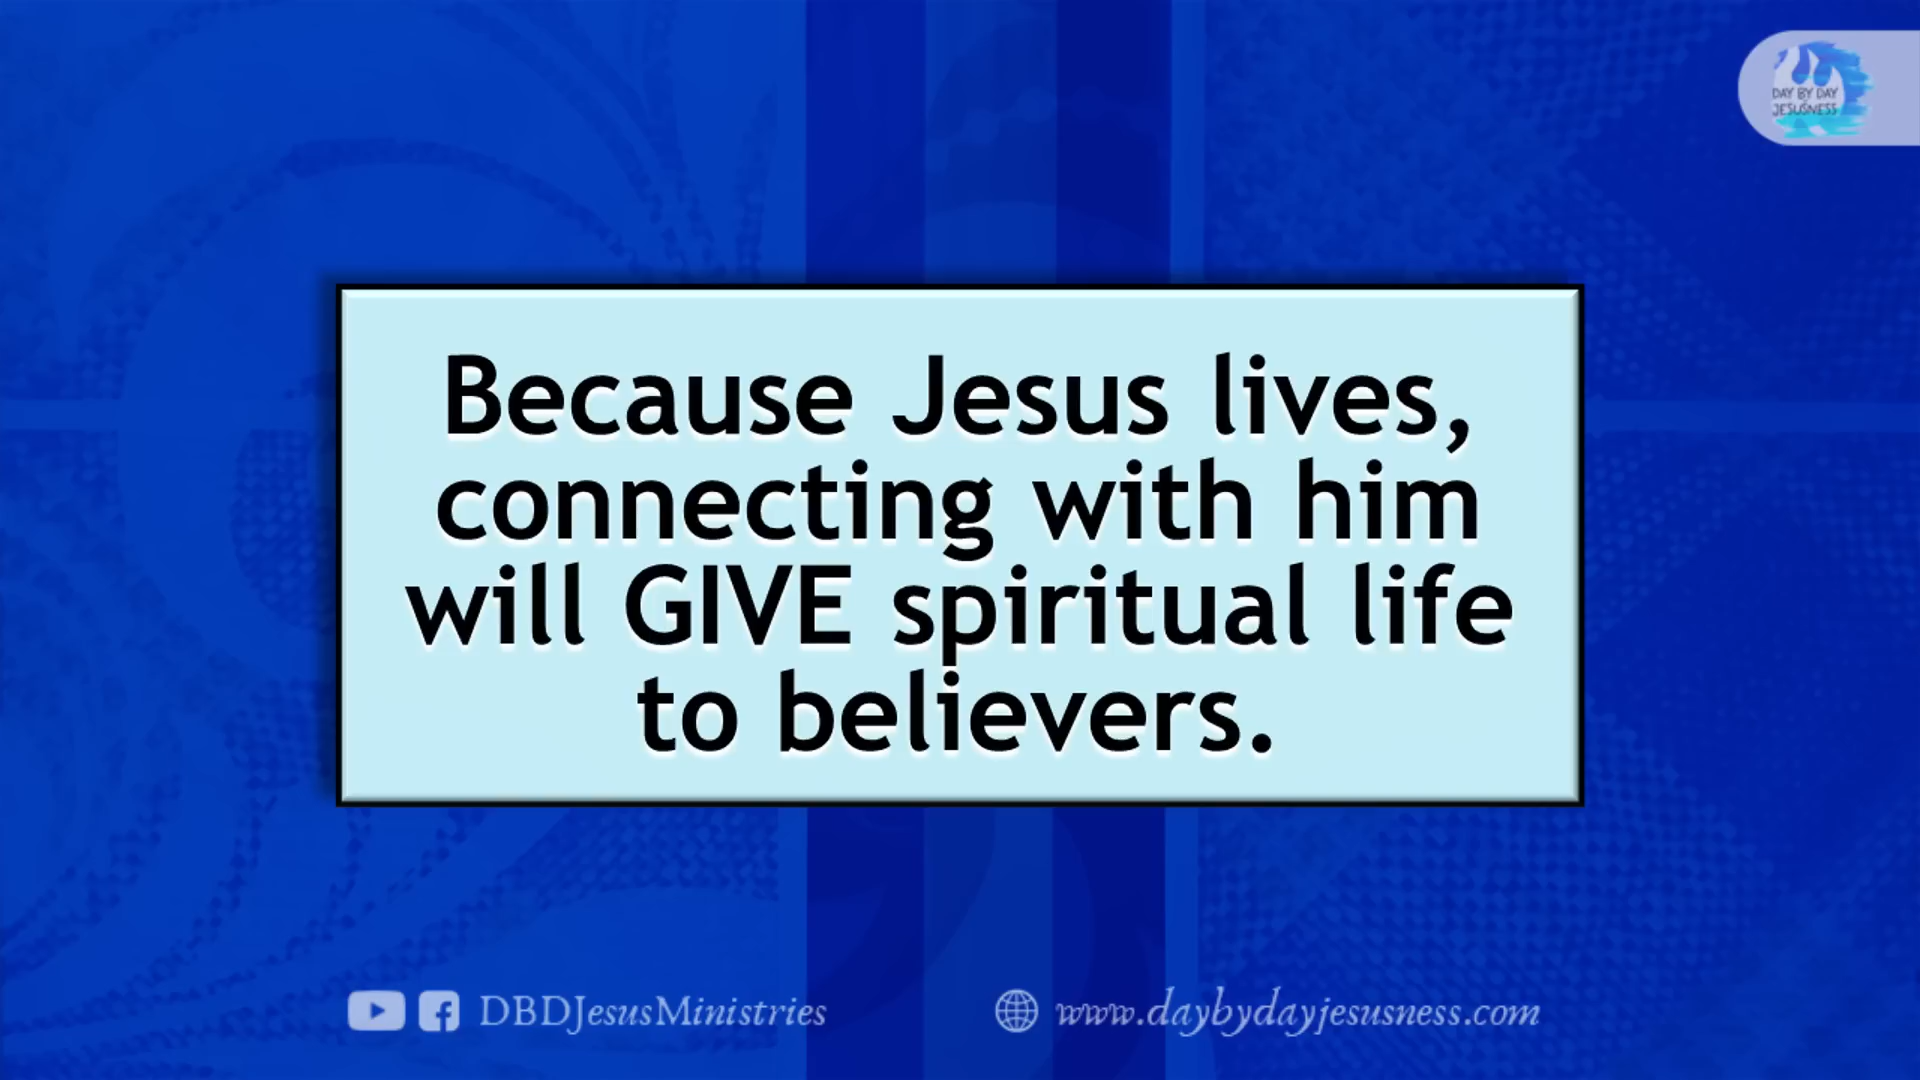 DAY BY DAY
JESUSNESS
Because Jesus lives,
connecting with him
will GIVE spiritual life
to believers.
DBDJesusMinistries
www.daybydayjesusness.com